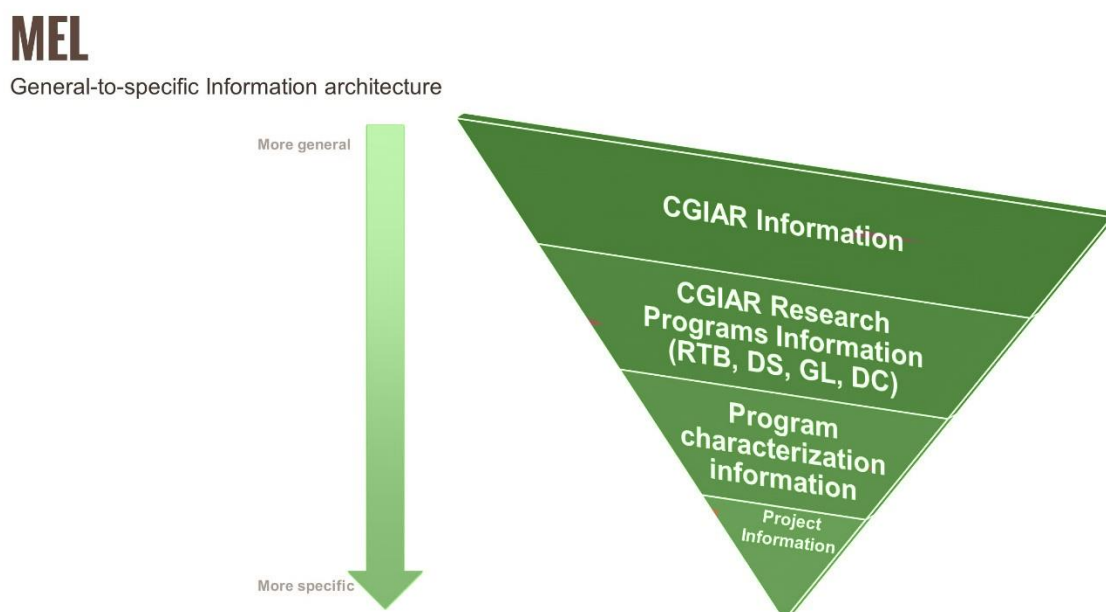 MEL
General-to-specific Information architecture
More general
CGIAR Information
CGIAR Research
Programs Information
(RTB, DS, GL, DC)
Program
characterization
information
Project
Information
More specific